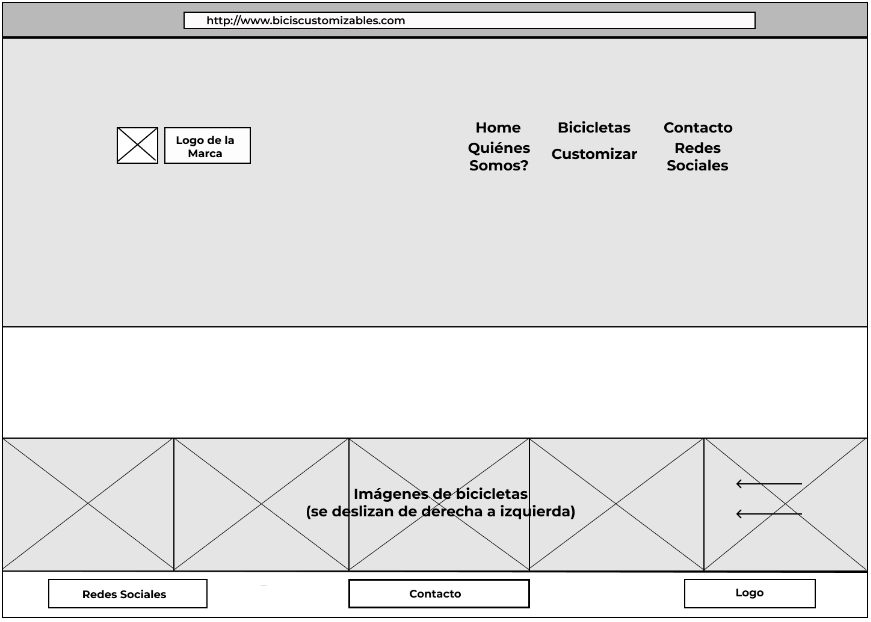 http://www.biciscustomizables.com
Logo de la
Marca
Home
Bicicletas
Contacto
Quiénes
Somos?
Customizar
Redes
Sociales
Imágenes de bicicletas
(se deslizan de derecha a izquierda)
Redes Sociales
Contacto
Logo